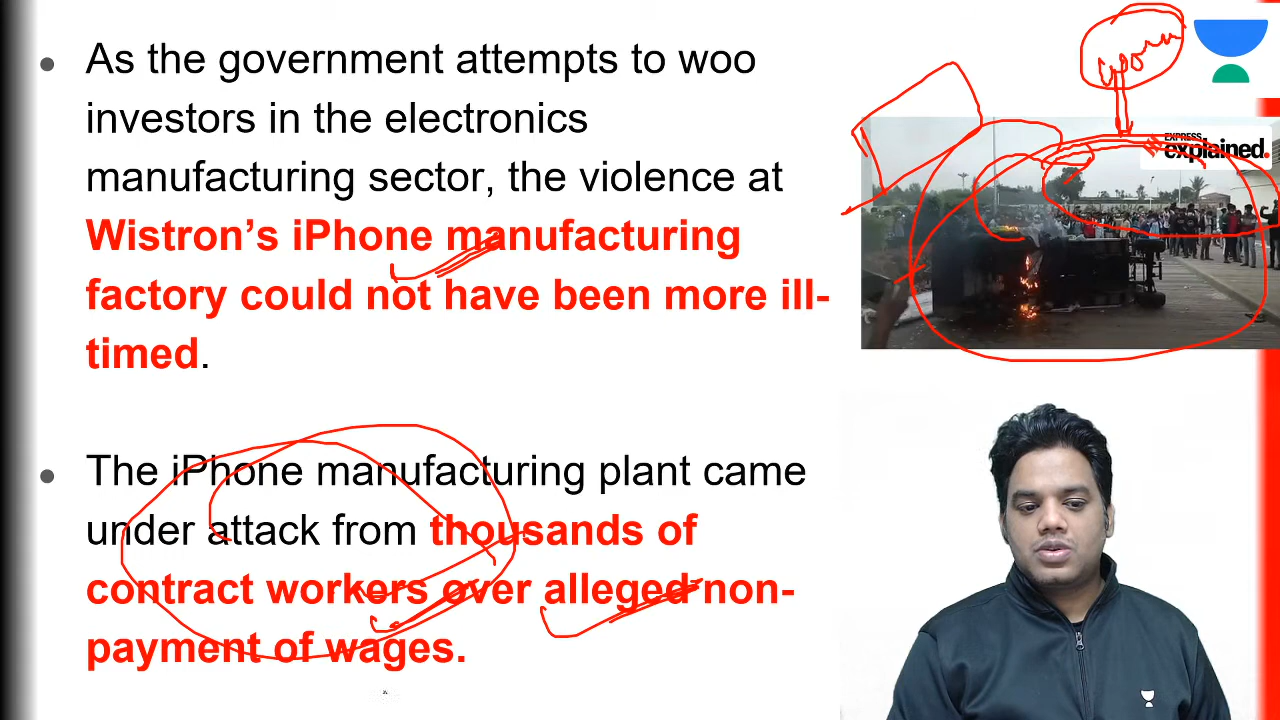 As the government attempts to woo
investors in the electronics
manufacturing sector, the violence at
Wistron’s iPhone manufacturing
factory could not have been more ill-
timed.
The iPhone manufacturing plant came
under attack from thousands of
contract workers over alleged non-
payment of wages.
EXPRESS
explained.